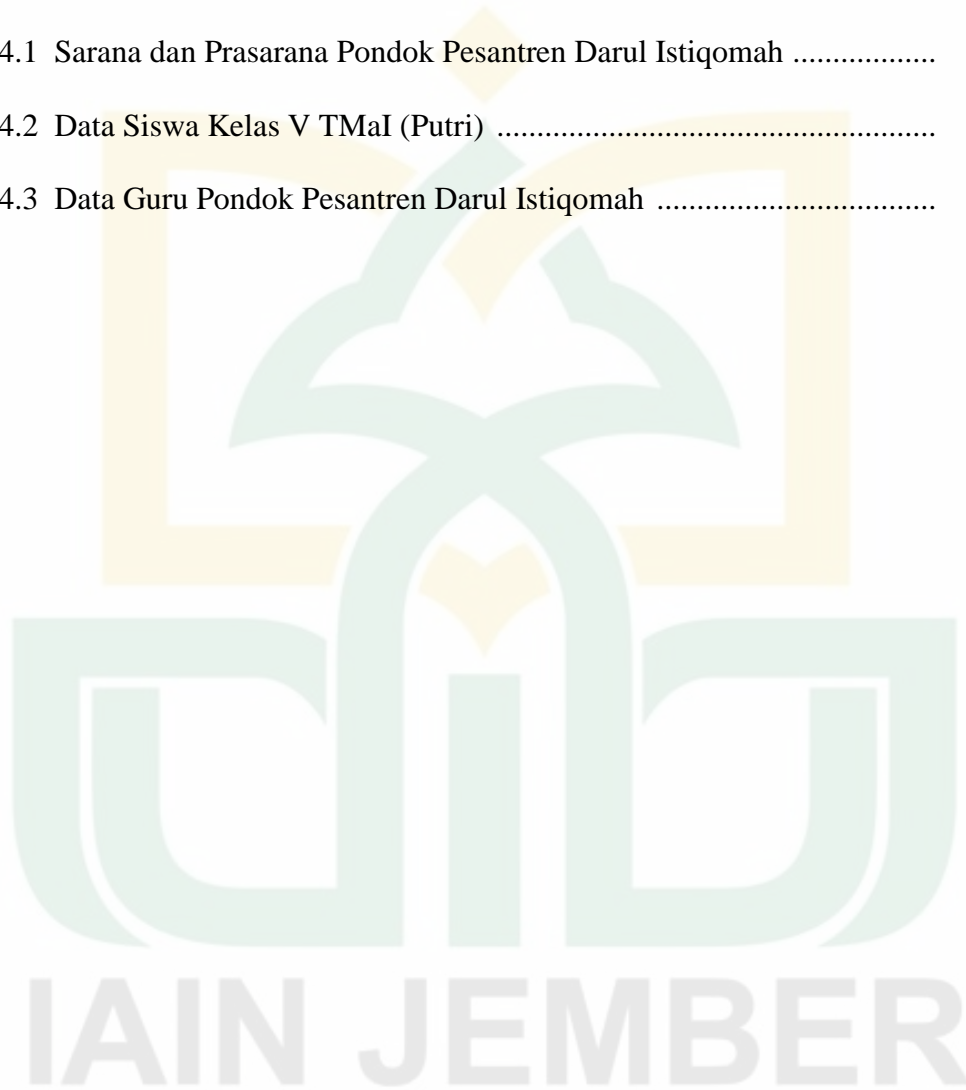 4.1 Sarana dan Prasarana Pondok Pesantren Darul Istiqomah ..................
4.2 Data Siswa Kelas V TMaI (Putri) .......................................................
4.3 Data Guru Pondok Pesantren Darul Istiqomah ...................................
IAIN JEMBER